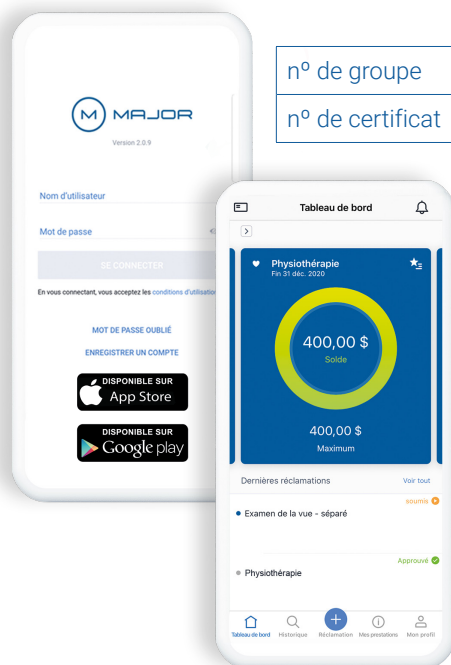 nº de groupe
nº de certificat
M MAJOR
Version 2.0.9
Nom d'utilisateur
Mot de passe
SE CONNECTER
En vous connectant, vous acceptez les conditions d'utilisation
MOT DE PASSE OUBLIÉ
ENREGISTRER UN COMPTE
DISPONIBLE SUR
App Store
DISPONIBLE SUR
Google play
Tableau de bord
Physiothérapie
Fin 31 déc. 2020
400,00 $
Solde
400,00 $
Maximum
Dernières réclamations Voir tout
soumis
Examen de la vue - séparé
Approuvé
Physiothérapie
Tableau de bord Historique Réclamation Mes prestations Mon profil